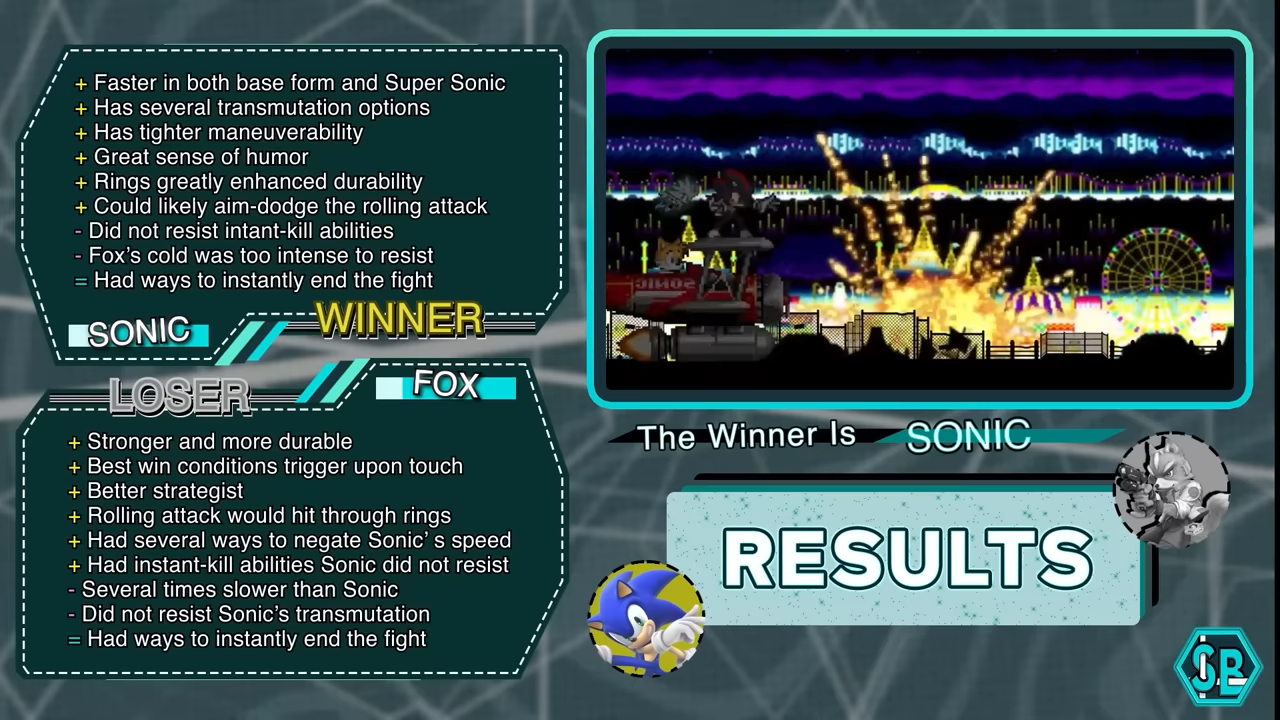 + Faster in both base form and Super Sonic
+ Has several transmutation options
+ Has tighter maneuverability
+ Great sense of humor
+ Rings greatly enhanced durability
+ Could likely aim-dodge the rolling attack
- Did not resist intant-kill abilities
- Fox's cold was too intense to resist
= Had ways to instantly end the fight
SONIC
WINNER
LOSER
FOX
+ Stronger and more durable
+ Best win conditions trigger upon touch
+ Better strategist
+ Rolling attack would hit through rings
+ Had several ways to negate Sonic's speed
+ Had instant-kill abilities Sonic did not resist
- Several times slower than Sonic
- Did not resist Sonic's transmutation
= Had ways to instantly end the fight
The Winner Is SONIC
RESULTS
SB